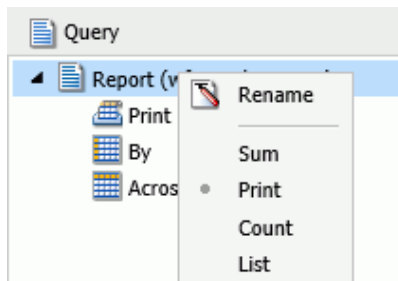 Query
Report (w
Rename
Print
By
Sum
Acros
Print
Count
List